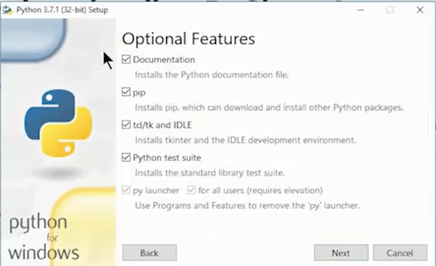 Python 3.7.1 (32-bit) Setup
Optional Features
Documentation
Installs the Python documentation file.
pip
Installs pip, which can download and install other Python packages.
td/tk and IDLE
Installs tkinter and the IDLE development environment.
Python test suite
Installs the standard library test suite.
py launcher for all users (requires elevation)
Use Programs and Features to remove the 'py' launcher.
python
for
windows
Back Next Cancel